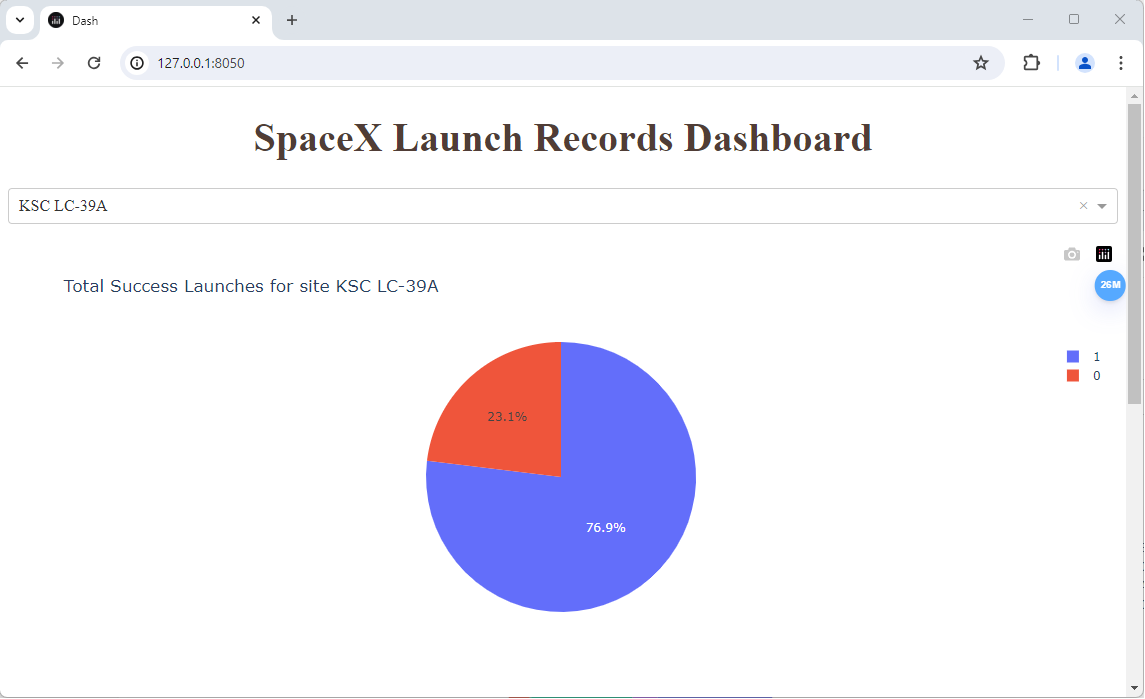 Dash
127.0.0.1:8050
SpaceX Launch Records Dashboard
KSC LC-39A
Total Success Launches for site KSC LC-39A
26M
1
0
23.1%
76.9%